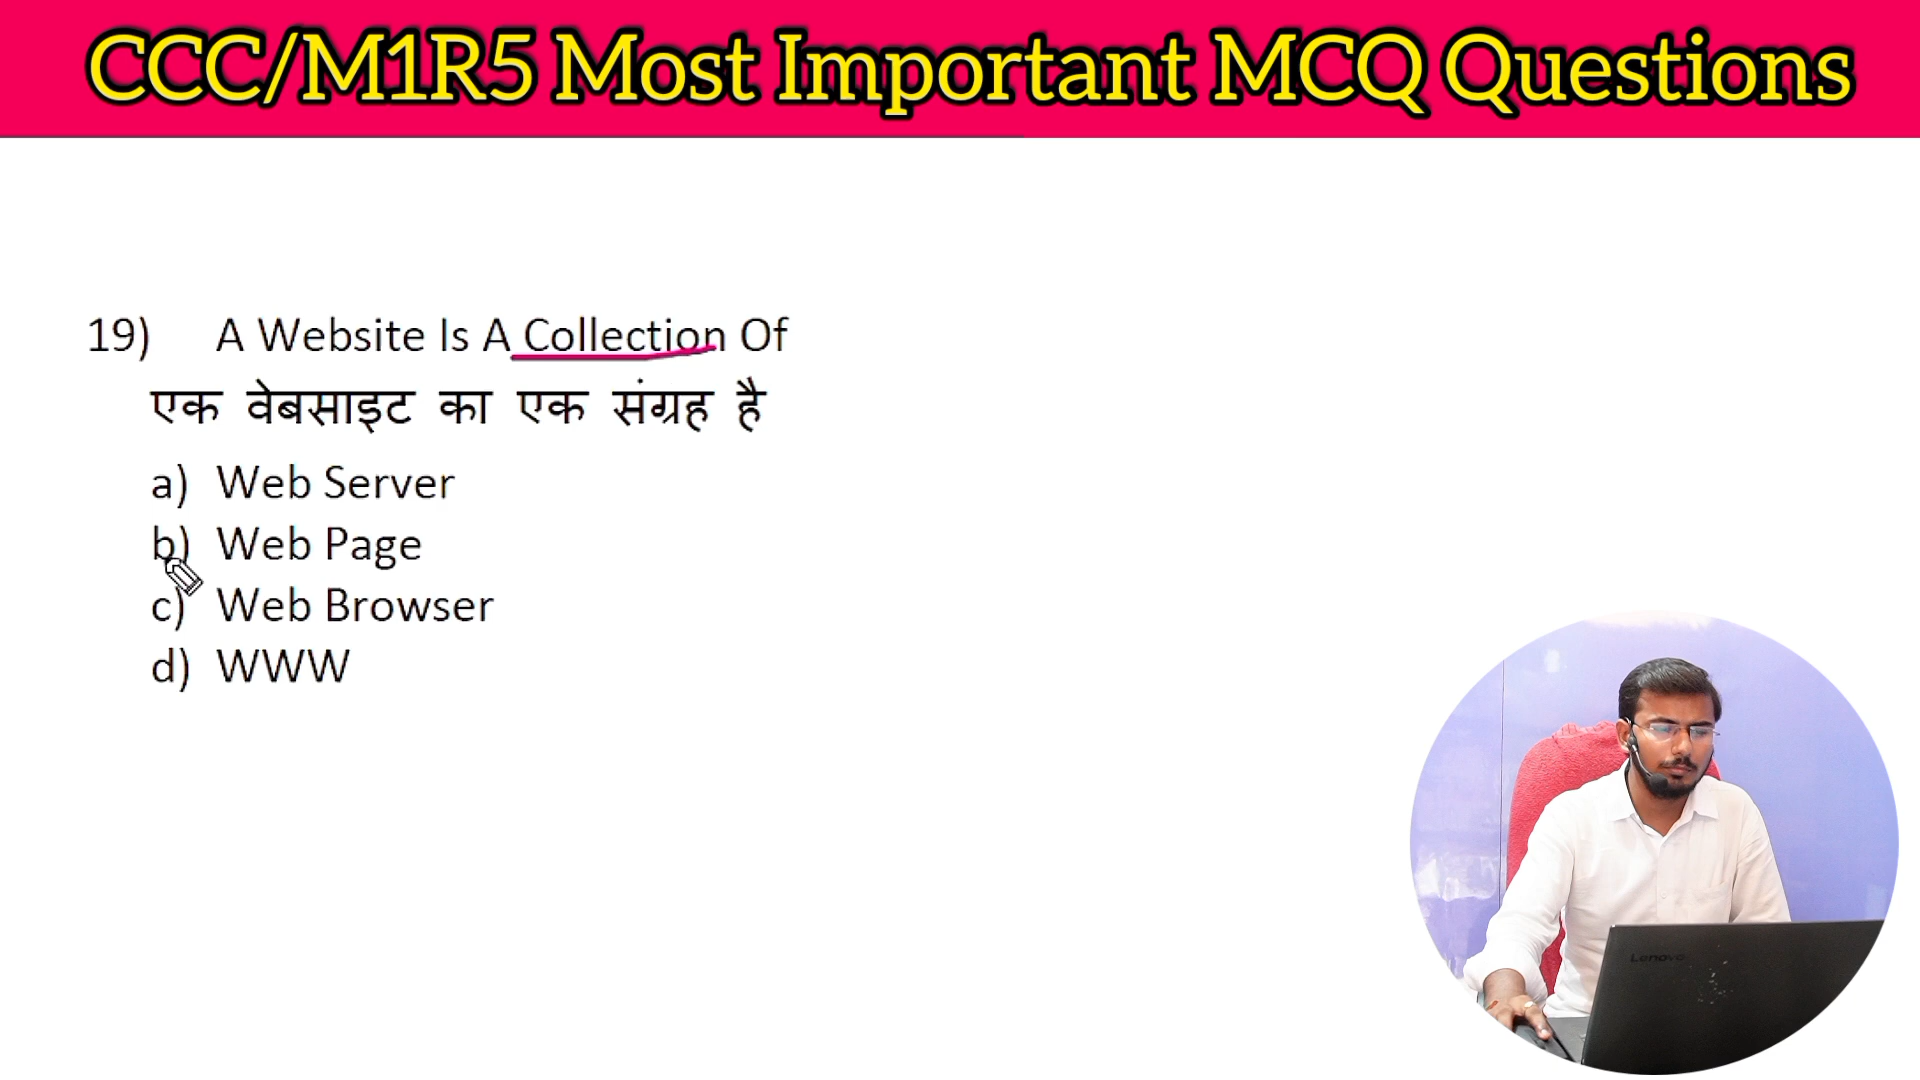 CCC/M1R5 Most Important MCQ Questions
19) A Website Is A Collection Of
एक वेबसाइट का एक संग्रह है
a) Web Server
b) Web Page
c) Web Browser
d) WWW
Lenovo